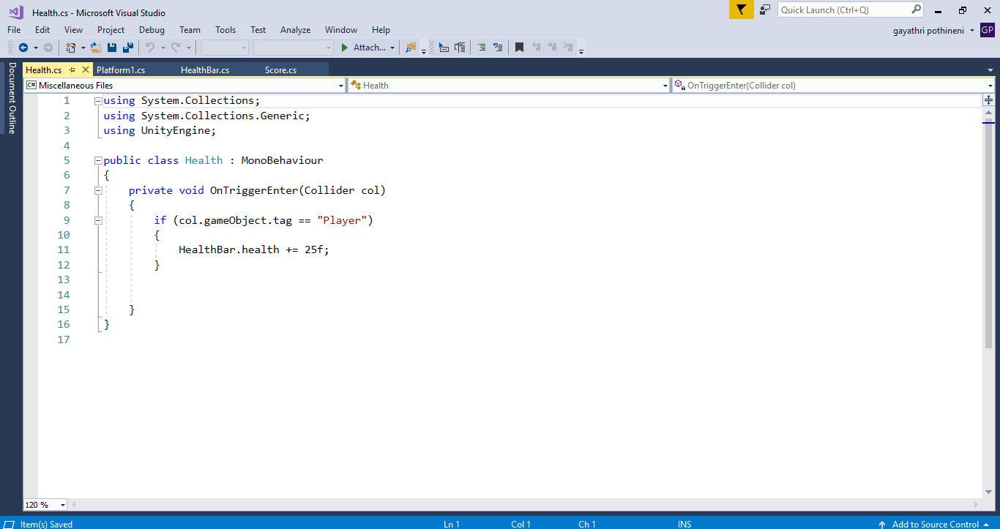 Health.cs - Microsoft Visual Studio
Quick Launch (Ctrl+Q)
File Edit View Project Debug Team Tools Test Analyze Window Help
gayathri pothineni GP
Attach...
Document Outline
Health.cs Platform1.cs HealthBar.cs Score.cs
C# Miscellaneous Files Health OnTriggerEnter(Collider col)
1 using System.Collections;
2 using System.Collections.Generic;
3 using UnityEngine;
4
5 public class Health : MonoBehaviour
6 {
7 private void OnTriggerEnter(Collider col)
8 {
9 if (col.gameObject.tag == "Player")
10 {
11 HealthBar.health += 25f;
12 }
13
14
15 }
16 }
17
120 %
Item(s) Saved Ln 1 Col 1 Ch 1 INS Add to Source Control